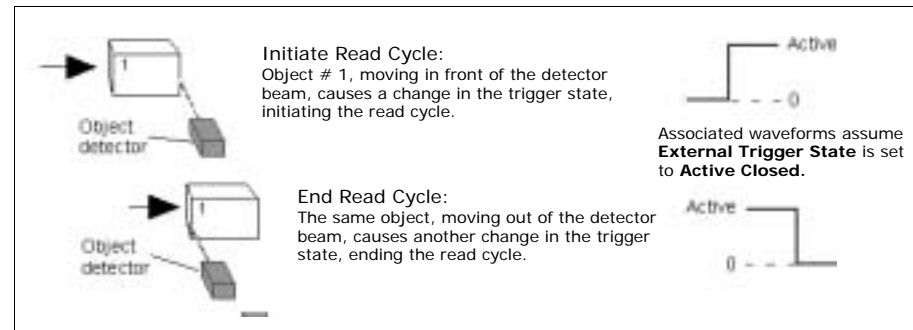 1
Initiate Read Cycle:
Object # 1, moving in front of the detector
beam, causes a change in the trigger state,
initiating the read cycle.
Object
detector
Active
0
Associated waveforms assume
External Trigger State is set
to Active Closed.
1
End Read Cycle:
The same object, moving out of the detector
beam, causes another change in the trigger
state, ending the read cycle.
Object
detector
Active
0